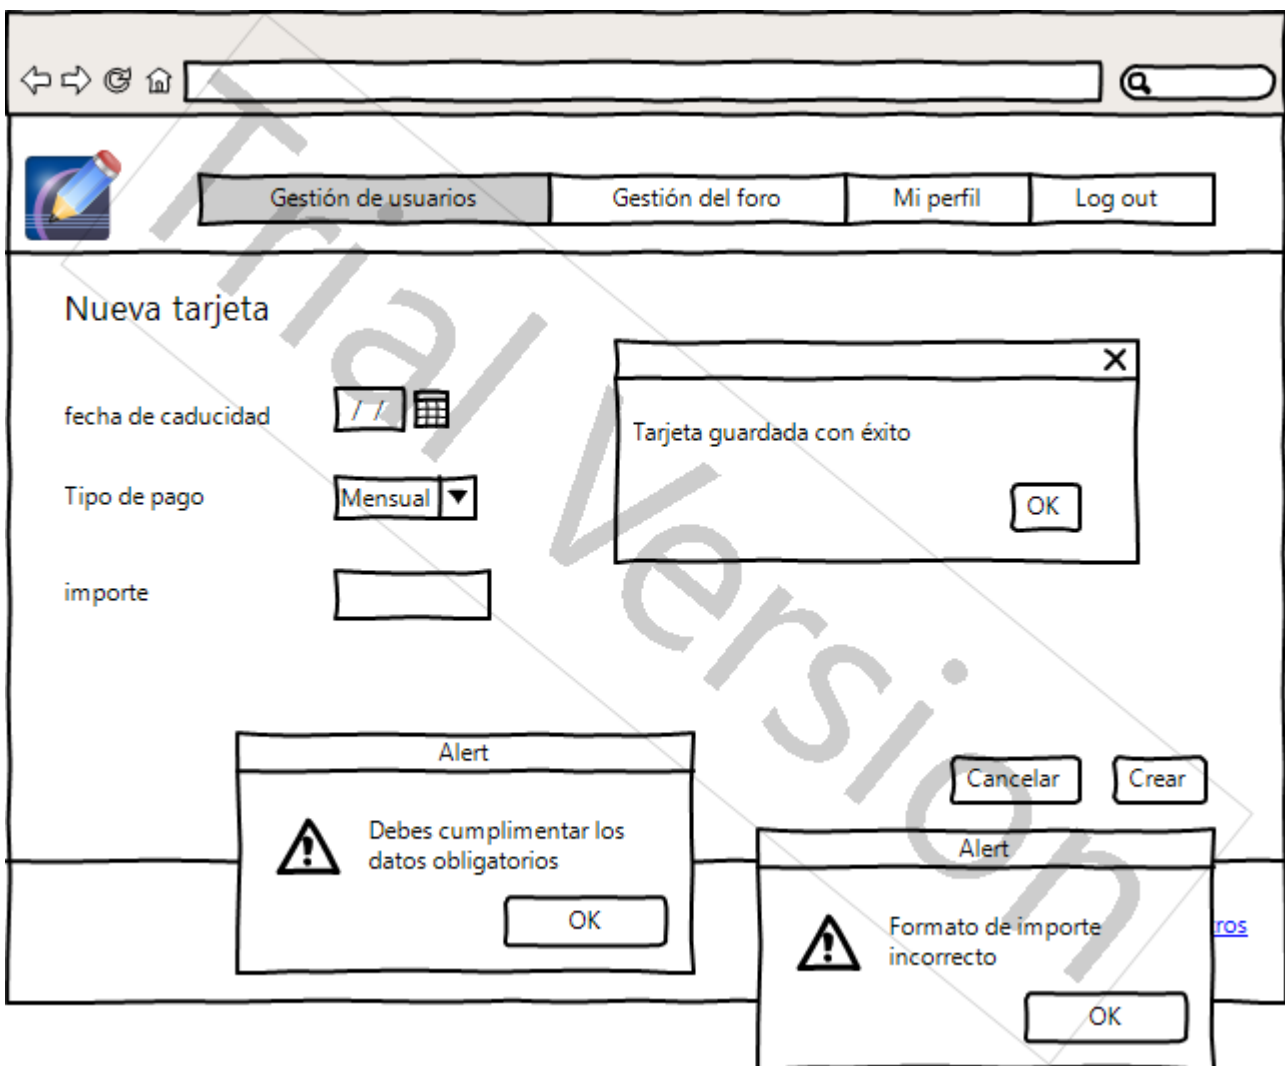 Gestión de usuarios
Gestión del foro
Mi perfil
Log out
Nueva tarjeta
fecha de caducidad
/ /
Tarjeta guardada con éxito
OK
Tipo de pago
Mensual
importe
Alert
Debes cumplimentar los
datos obligatorios
OK
Cancelar
Crear
Alert
Formato de importe
incorrecto
OK
ros
Trial Version